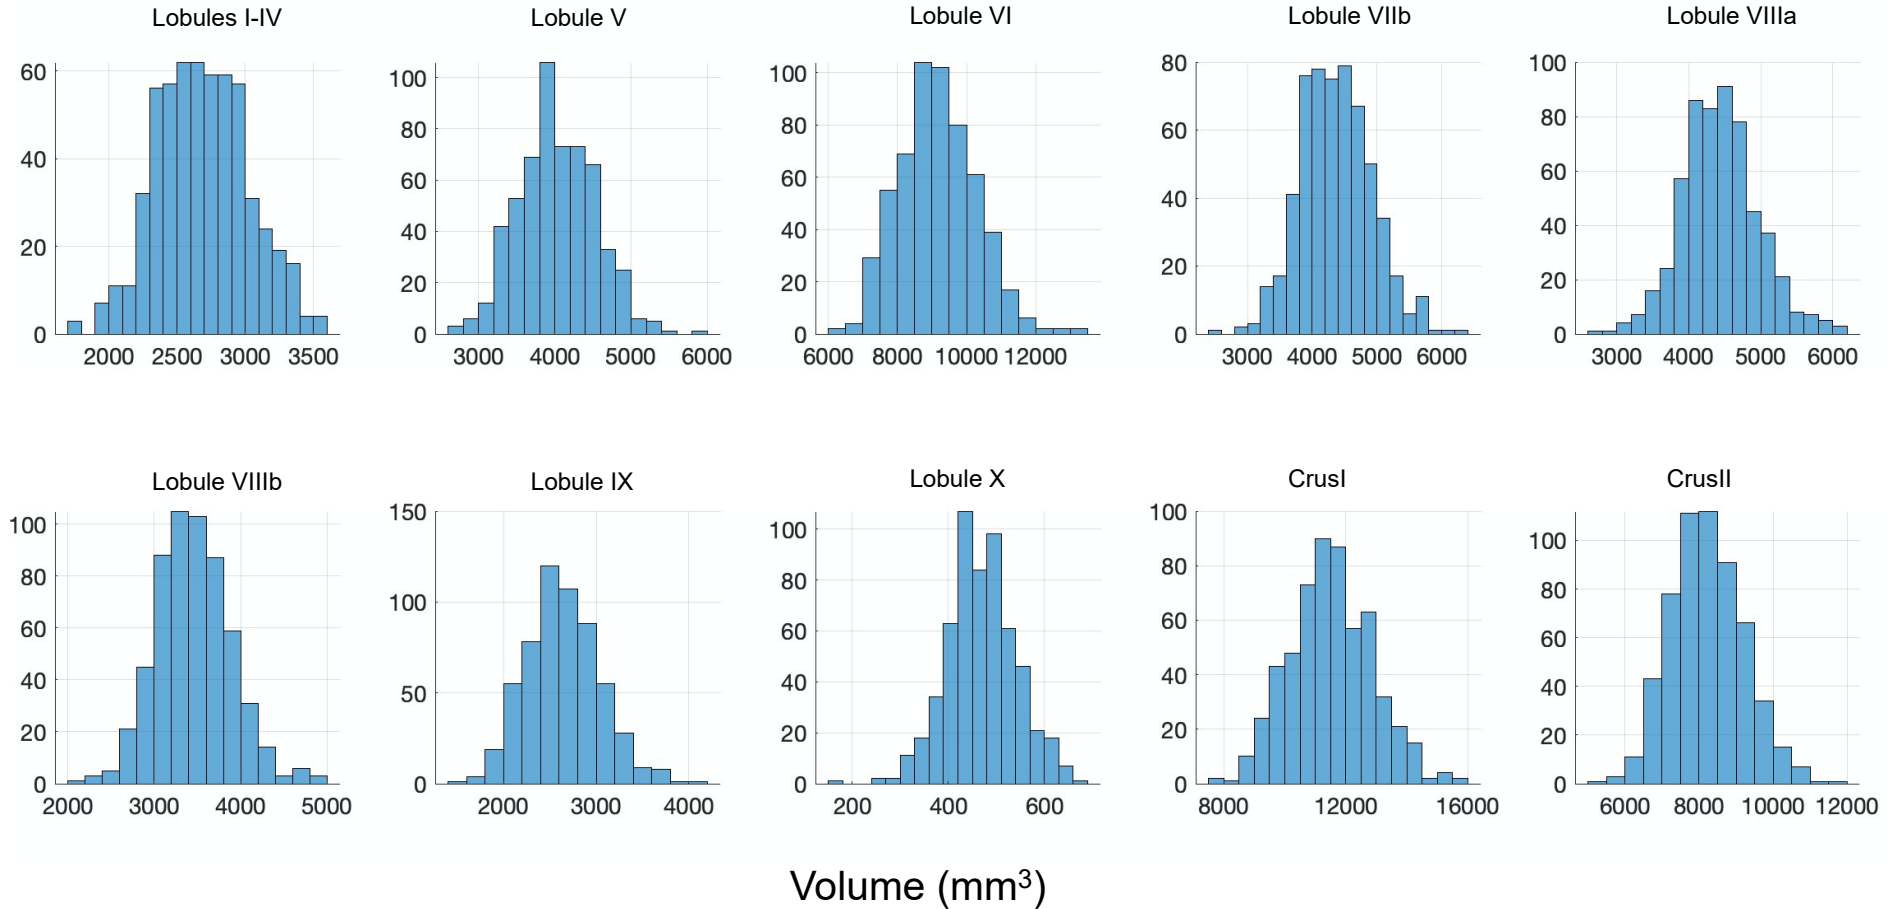 Lobules I-IV
60
40
20
0
2000 2500 3000 3500
Lobule V
100
80
60
40
20
0
3000 4000 5000 6000
Lobule VI
100
80
60
40
20
0
6000 8000 10000 12000
Lobule VIIb
80
60
40
20
0
3000 4000 5000 6000
Lobule VIIIa
100
80
60
40
20
0
3000 4000 5000 6000
Lobule VIIIb
100
80
60
40
20
0
2000 3000 4000 5000
Lobule IX
150
100
50
0
2000 3000 4000
Lobule X
100
80
60
40
20
0
200 400 600
CrusI
100
80
60
40
20
0
8000 12000 16000
CrusII
100
80
60
40
20
0
6000 8000 10000 12000
Volume (mm³)